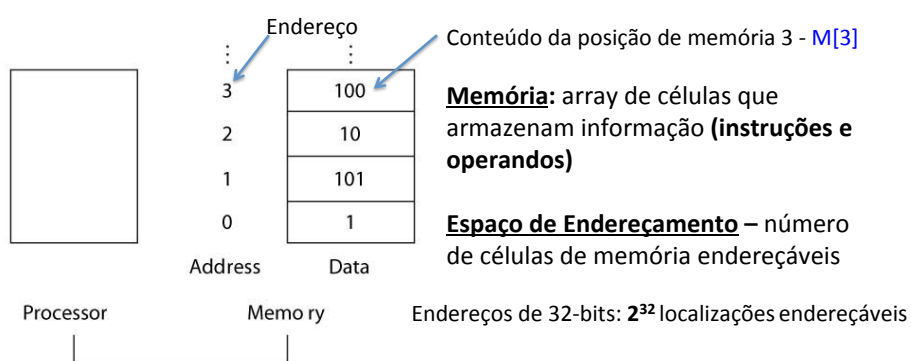 Endereço
Conteúdo da posição de memória 3 - M[3]
⋮ ⋮
3 100
2 10
1 101
0 1
Address Data
Processor Memory
Memória: array de células que
armazenam informação (instruções e
operandos)
Espaço de Endereçamento – número
de células de memória endereçáveis
Endereços de 32-bits: 2³² localizações endereçáveis